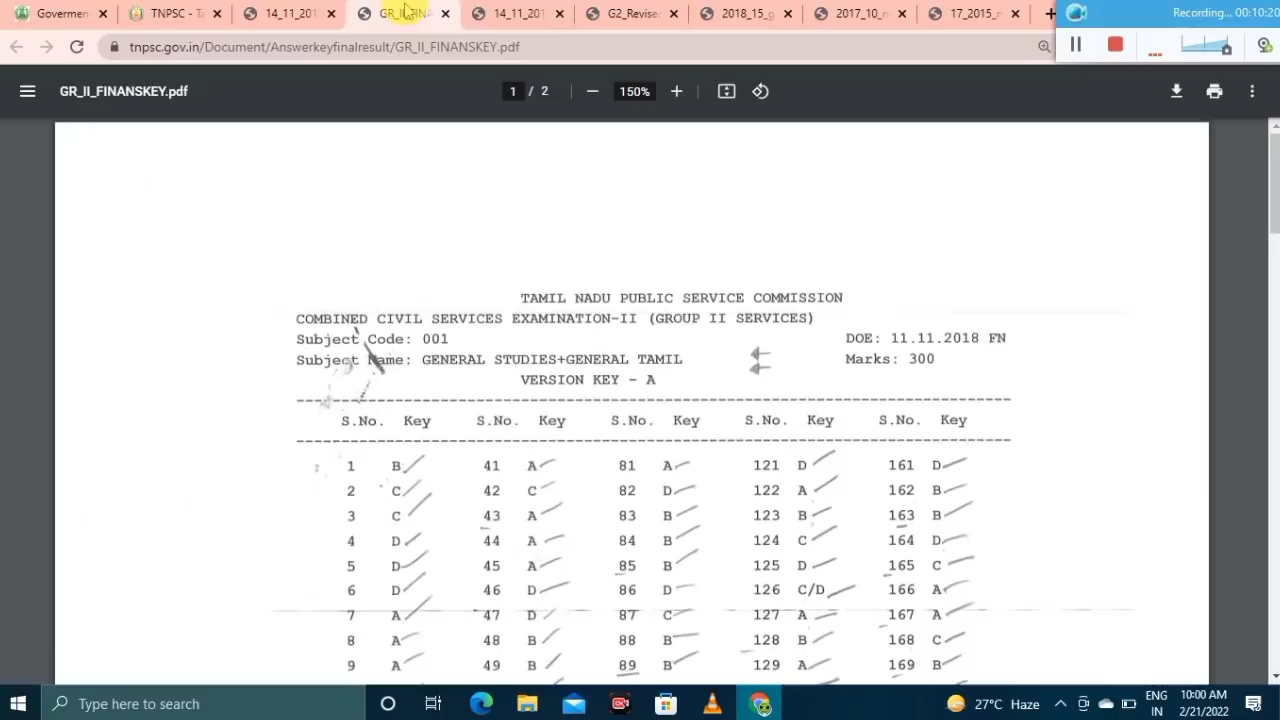 Governmen × TNPSC - Ta × 14_11_201 × GR_II_FINA × 14_11_201 × G2_Revised × 2018_15_g × 2017_10_n × 17_2015_n × + Recording... 00:10:20
tnpsc.gov.in/Document/Answerkeyfinalresult/GR_II_FINANSKEY.pdf
GR_II_FINANSKEY.pdf 1 / 2 150%
TAMIL NADU PUBLIC SERVICE COMMISSION
COMBINED CIVIL SERVICES EXAMINATION-II (GROUP II SERVICES)
Subject Code: 001 DOE: 11.11.2018 FN
Subject Name: GENERAL STUDIES+GENERAL TAMIL Marks: 300
VERSION KEY - A
S.No. Key S.No. Key S.No. Key S.No. Key S.No. Key
1 B 41 A 81 A 121 D 161 D
2 C 42 C 82 D 122 A 162 B
3 C 43 A 83 B 123 B 163 B
4 D 44 A 84 B 124 C 164 D
5 D 45 A 85 B 125 D 165 C
6 D 46 D 86 D 126 C/D 166 A
7 A 47 D 87 C 127 A 167 A
8 A 48 B 88 B 128 B 168 C
9 A 49 B 89 B 129 A 169 B
Type here to search 27°C Haze ENG 10:00 AM
IN 2/21/2022